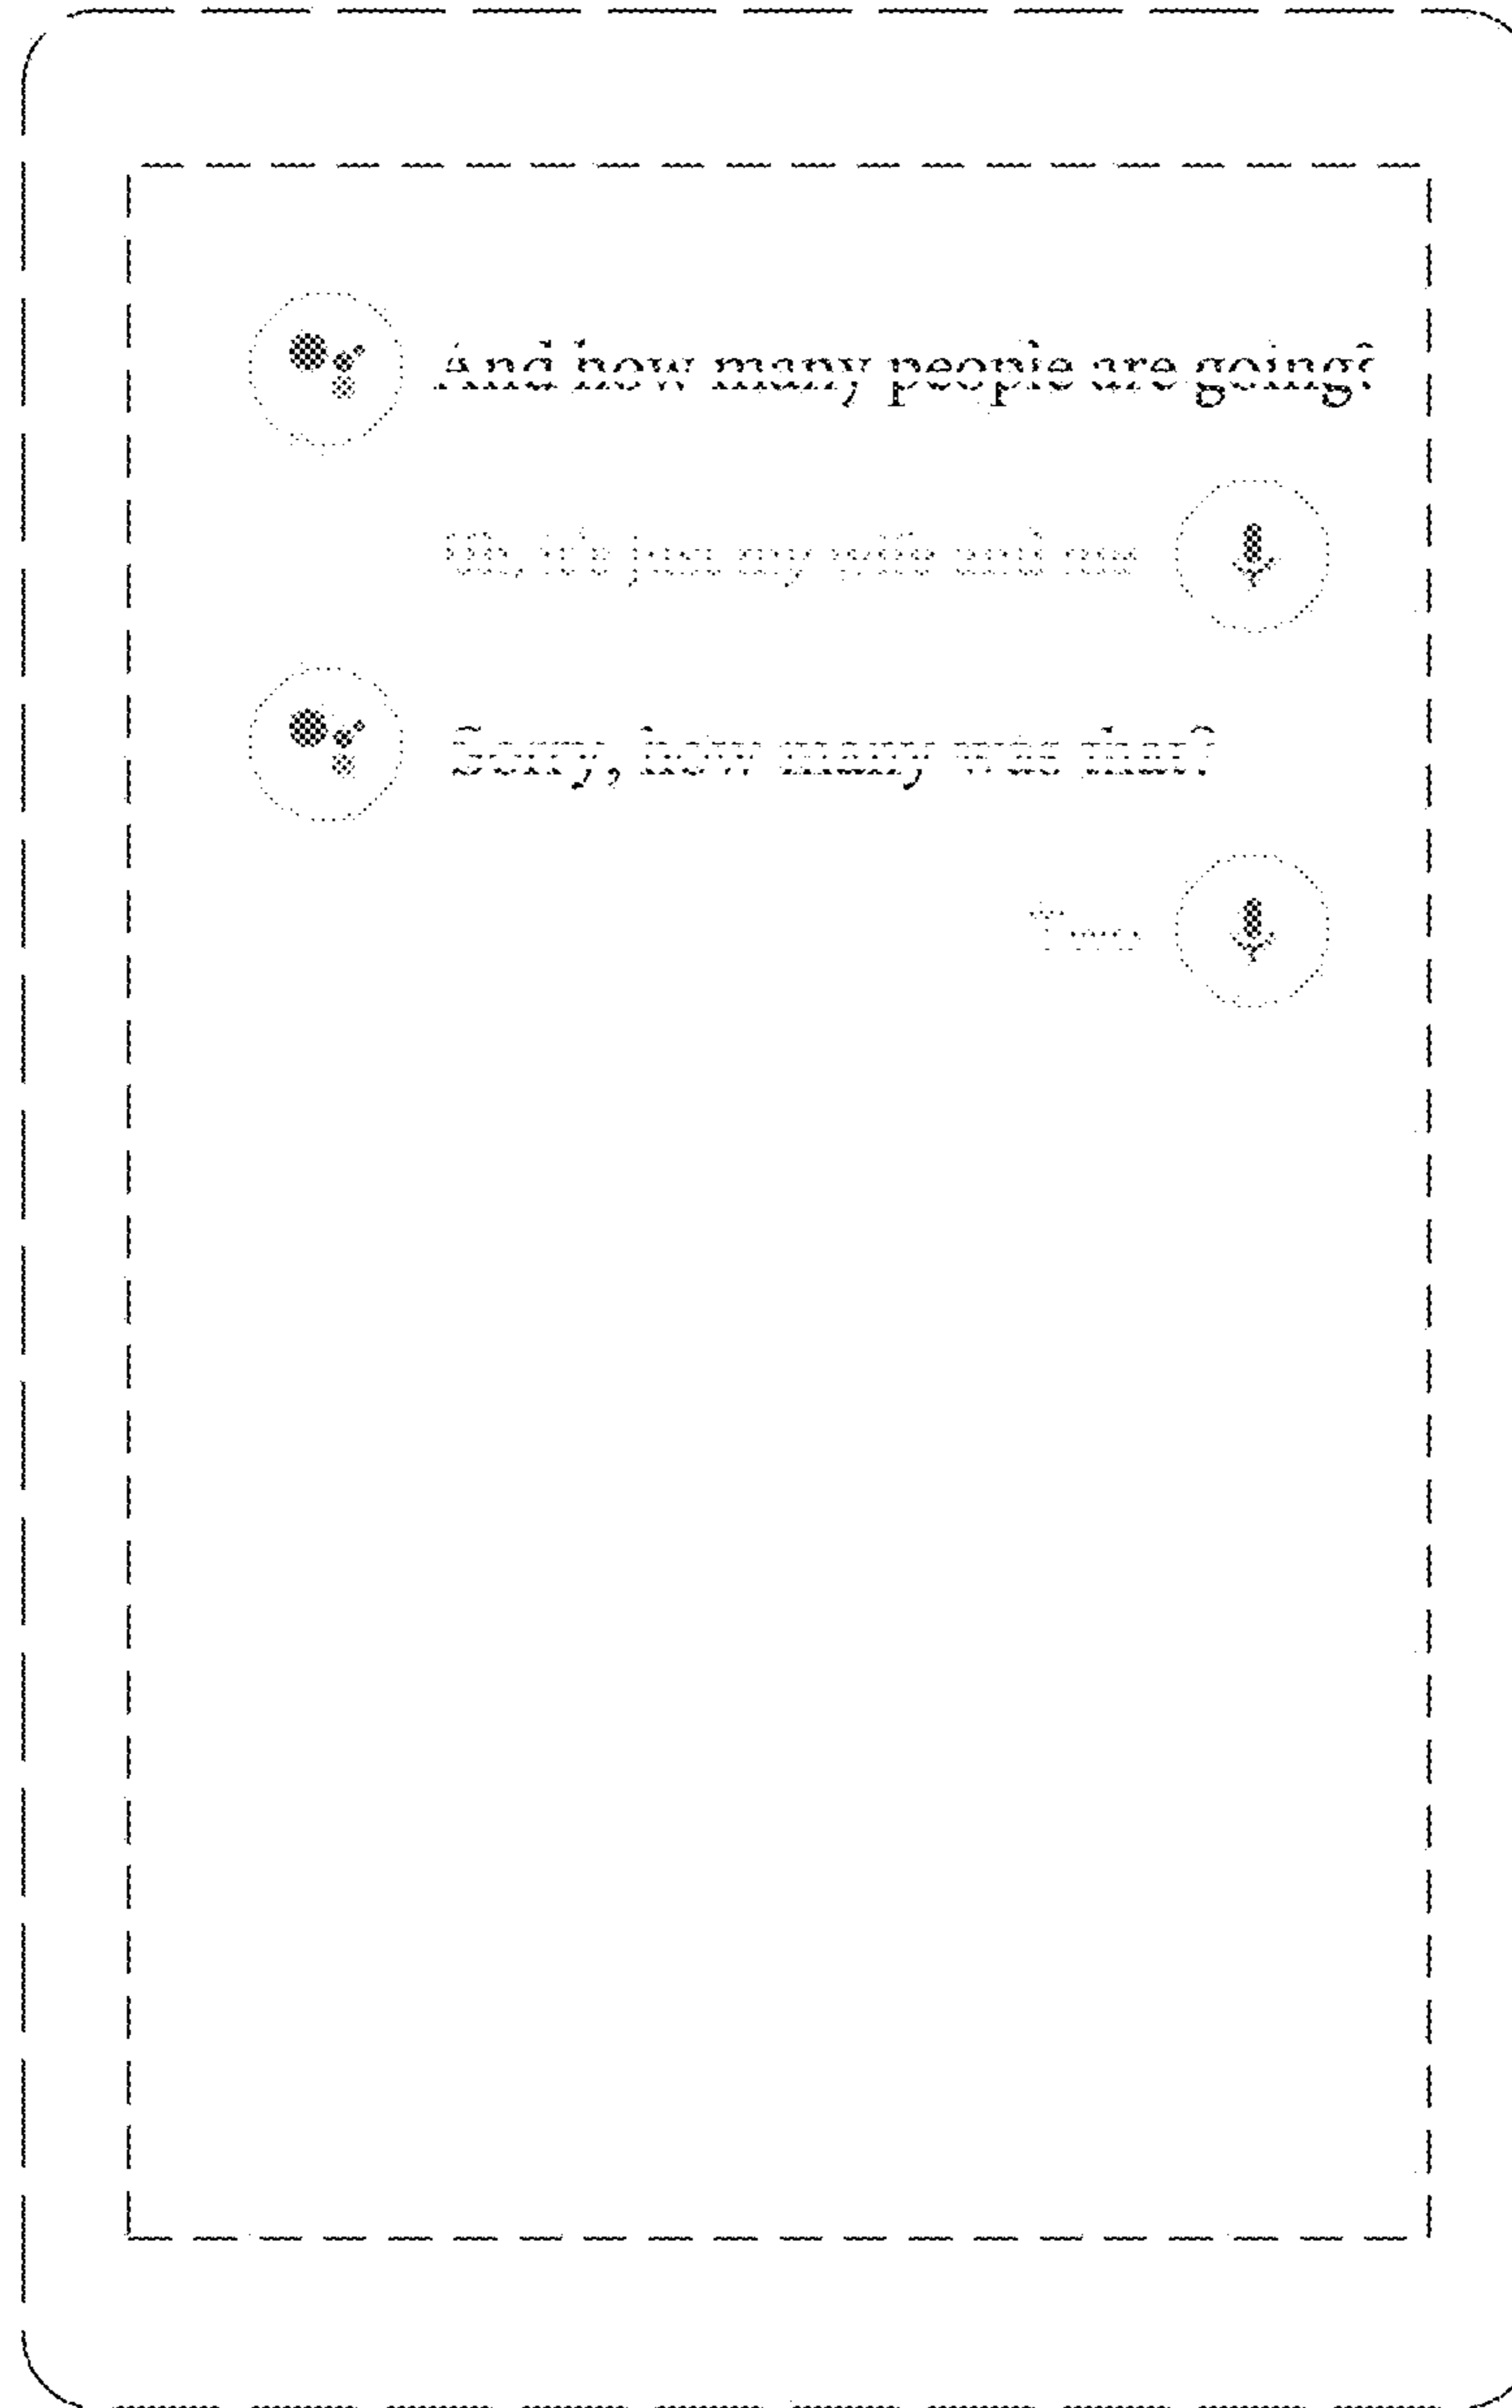 And how many people are going?
Oh, it's just my wife and me
Sorry, how many was that?
Two